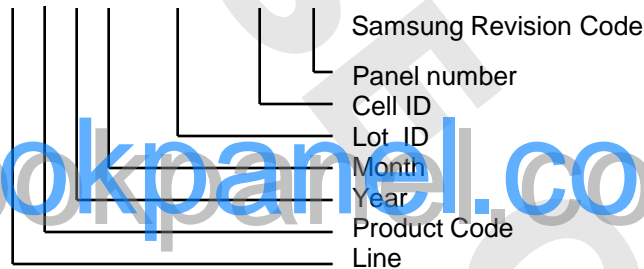 Samsung Revision Code
Panel number
Cell ID
Lot ID
Month
okpanel.co
Year
Product Code
Line